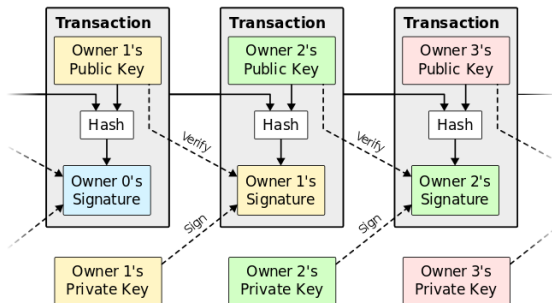 Transaction
Owner 1's
Public Key
Hash
Owner 0's
Signature
Transaction
Owner 2's
Public Key
Hash
Verify
Owner 1's
Signature
Transaction
Owner 3's
Public Key
Hash
Verify
Owner 2's
Signature
Sign
Sign
Owner 1's
Private Key
Owner 2's
Private Key
Owner 3's
Private Key